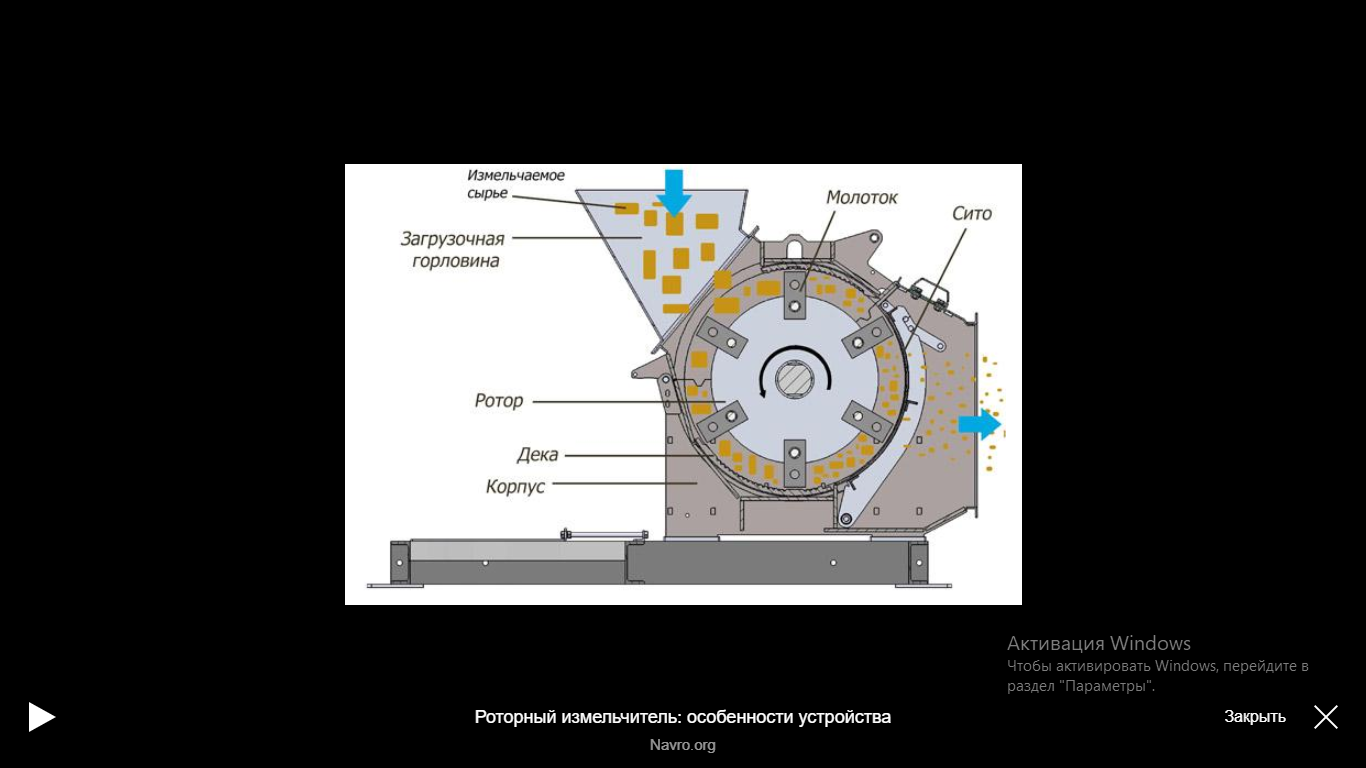 Измельчаемое
сырье
Молоток
Сито
Загрузочная
горловина
Ротор
Дека
Корпус
Активация Windows
Чтобы активировать Windows, перейдите в
раздел "Параметры".
Роторный измельчитель: особенности устройства
Закрыть
Navro.org